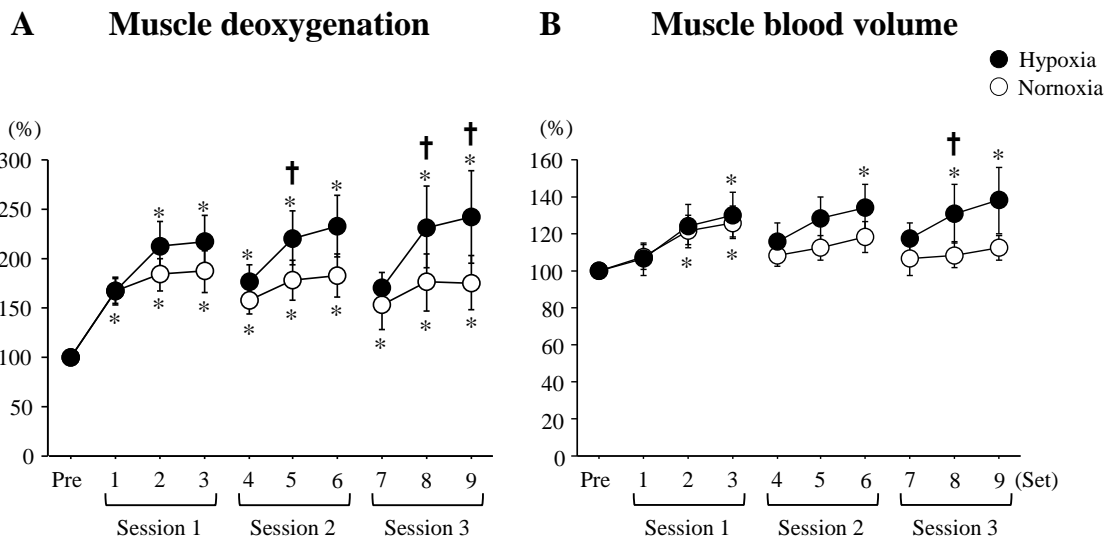 A Muscle deoxygenation
B Muscle blood volume
Hypoxia
Nornoxia
(%)
300
250
200
150
100
50
0
* * * * * * * * *
* * * * * * *
† † †
Pre 1 2 3 4 5 6 7 8 9
Session 1 Session 2 Session 3
(%)
160
140
120
100
80
60
40
20
0
* * * *
* *
†
Pre 1 2 3 4 5 6 7 8 9 (Set)
Session 1 Session 2 Session 3